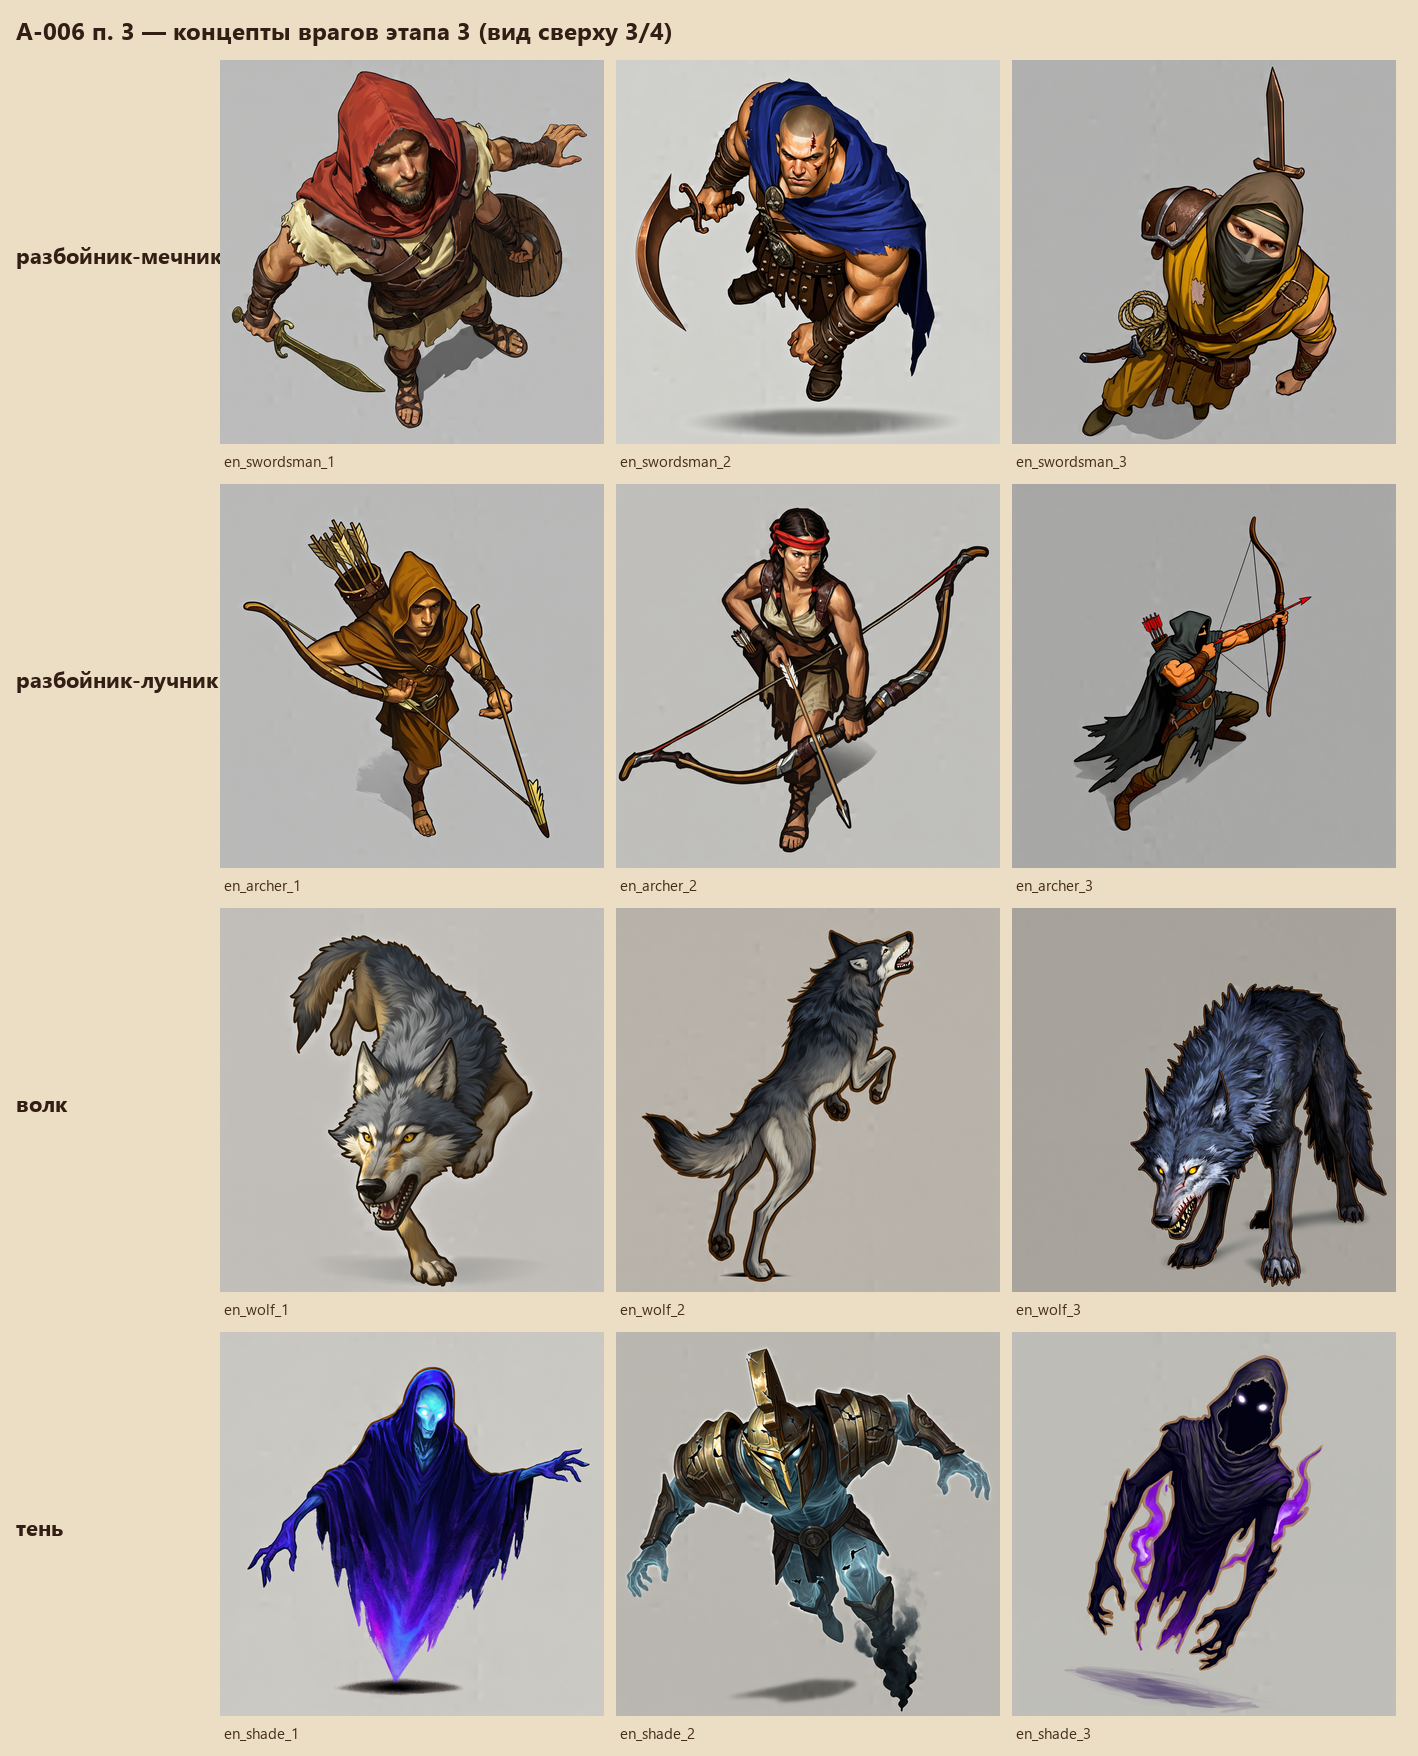 А-006 п. 3 — концепты врагов этапа 3 (вид сверху 3/4)
разбойник-мечник
en_swordsman_1
en_swordsman_2
en_swordsman_3
разбойник-лучник
en_archer_1
en_archer_2
en_archer_3
волк
en_wolf_1
en_wolf_2
en_wolf_3
тень
en_shade_1
en_shade_2
en_shade_3